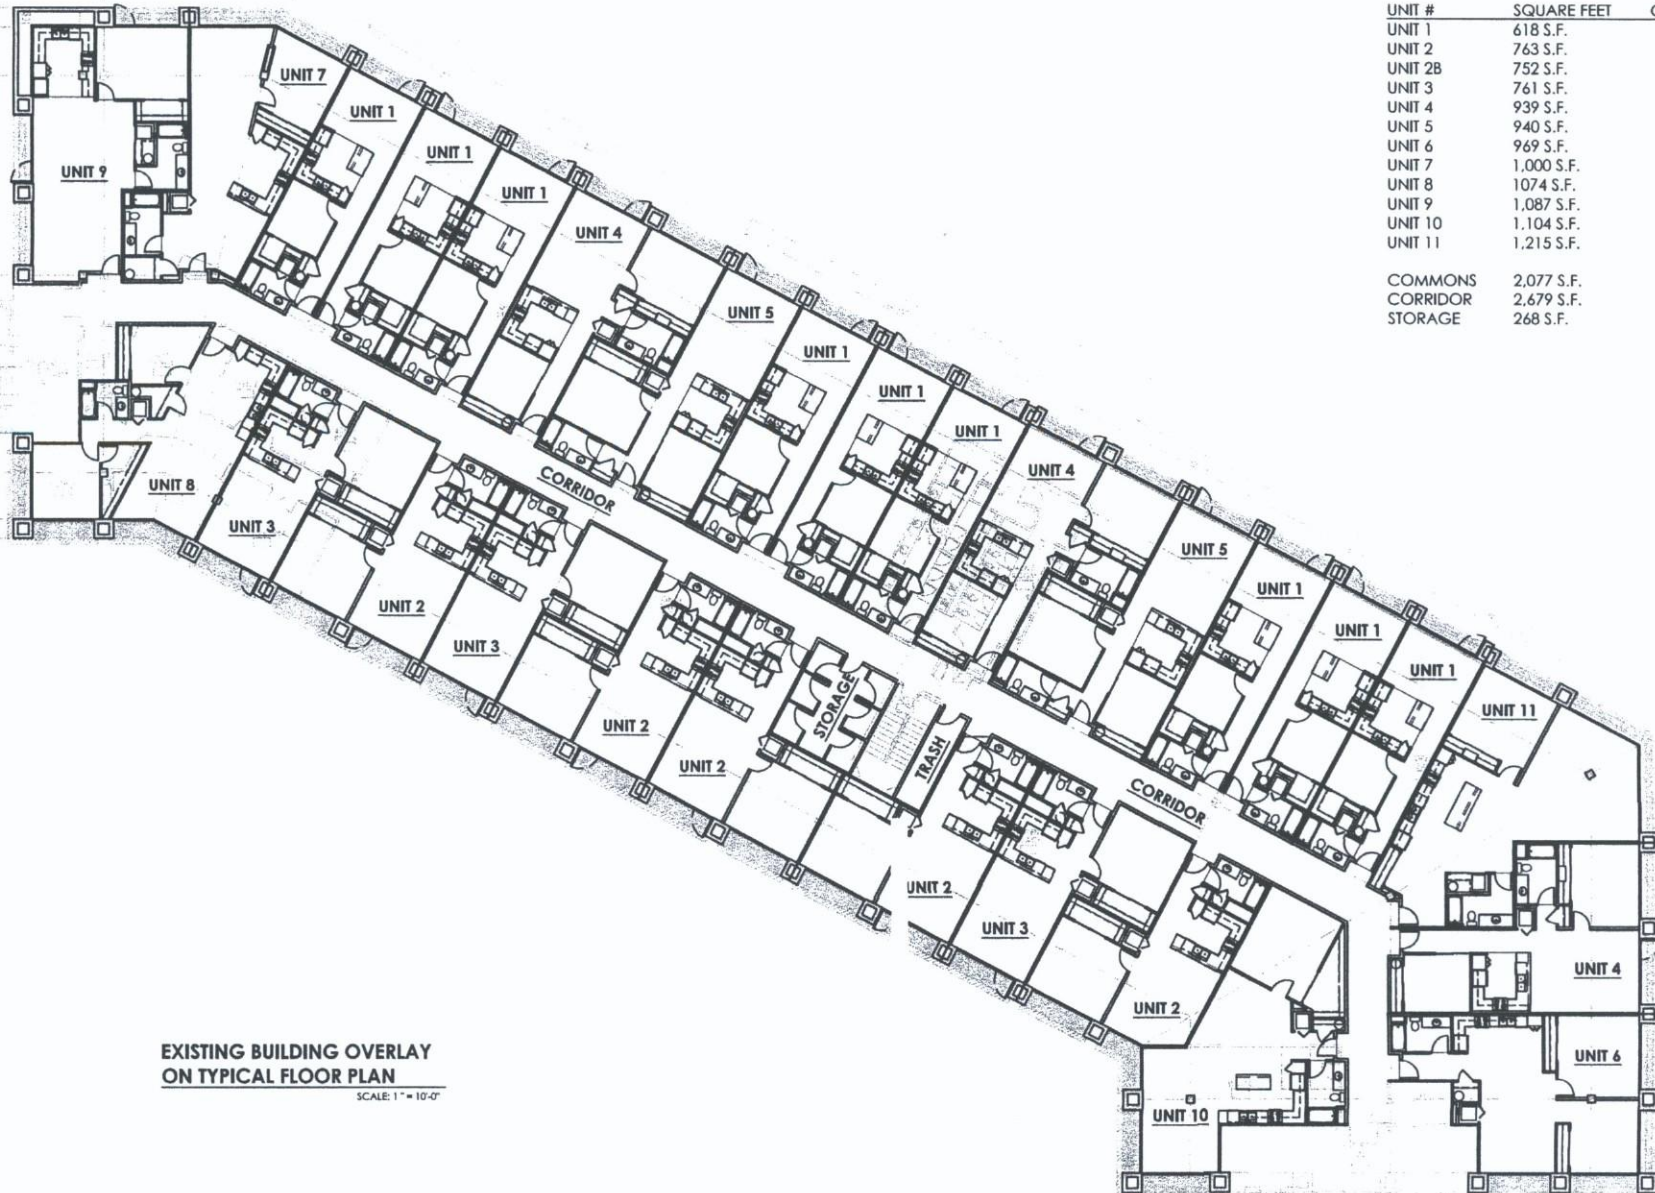 UNIT # SQUARE FEET
UNIT 1 618 S.F.
UNIT 2 763 S.F.
UNIT 2B 752 S.F.
UNIT 3 761 S.F.
UNIT 4 939 S.F.
UNIT 5 940 S.F.
UNIT 6 969 S.F.
UNIT 7 1,000 S.F.
UNIT 8 1074 S.F.
UNIT 9 1,087 S.F.
UNIT 10 1,104 S.F.
UNIT 11 1,215 S.F.
COMMONS 2,077 S.F.
CORRIDOR 2,679 S.F.
STORAGE 268 S.F.
UNIT 7
UNIT 1
UNIT 1
UNIT 9
UNIT 1
UNIT 4
UNIT 5
UNIT 1
UNIT 1
UNIT 1
UNIT 4
UNIT 8
CORRIDOR
UNIT 3
UNIT 5
UNIT 1
UNIT 2
UNIT 1
UNIT 3
UNIT 1
STORAGE
UNIT 11
UNIT 2
TRASH
UNIT 2
CORRIDOR
UNIT 2
UNIT 3
UNIT 4
UNIT 2
UNIT 6
UNIT 10
EXISTING BUILDING OVERLAY
ON TYPICAL FLOOR PLAN
SCALE: 1" = 10'-0"